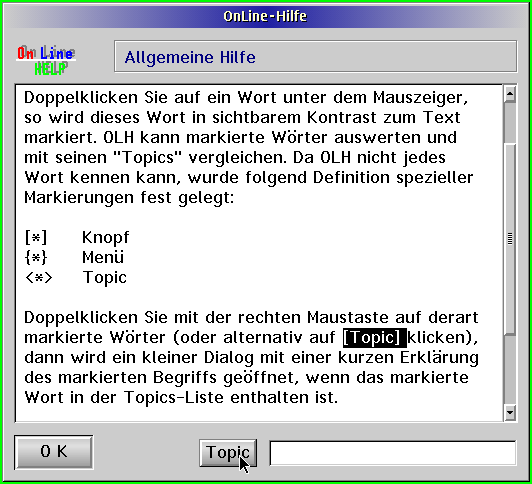 OnLine-Hilfe
On Line
HELP
Allgemeine Hilfe
Doppelklicken Sie auf ein Wort unter dem Mauszeiger,
so wird dieses Wort in sichtbarem Kontrast zum Text
markiert. OLH kann markierte Wörter auswerten und
mit seinen "Topics" vergleichen. Da OLH nicht jedes
Wort kennen kann, wurde folgend Definition spezieller
Markierungen fest gelegt:
[*] Knopf
{*} Menü
<*> Topic
Doppelklicken Sie mit der rechten Maustaste auf derart
markierte Wörter (oder alternativ auf [Topic] klicken),
dann wird ein kleiner Dialog mit einer kurzen Erklärung
des markierten Begriffs geöffnet, wenn das markierte
Wort in der Topics-Liste enthalten ist.
O K
Topic